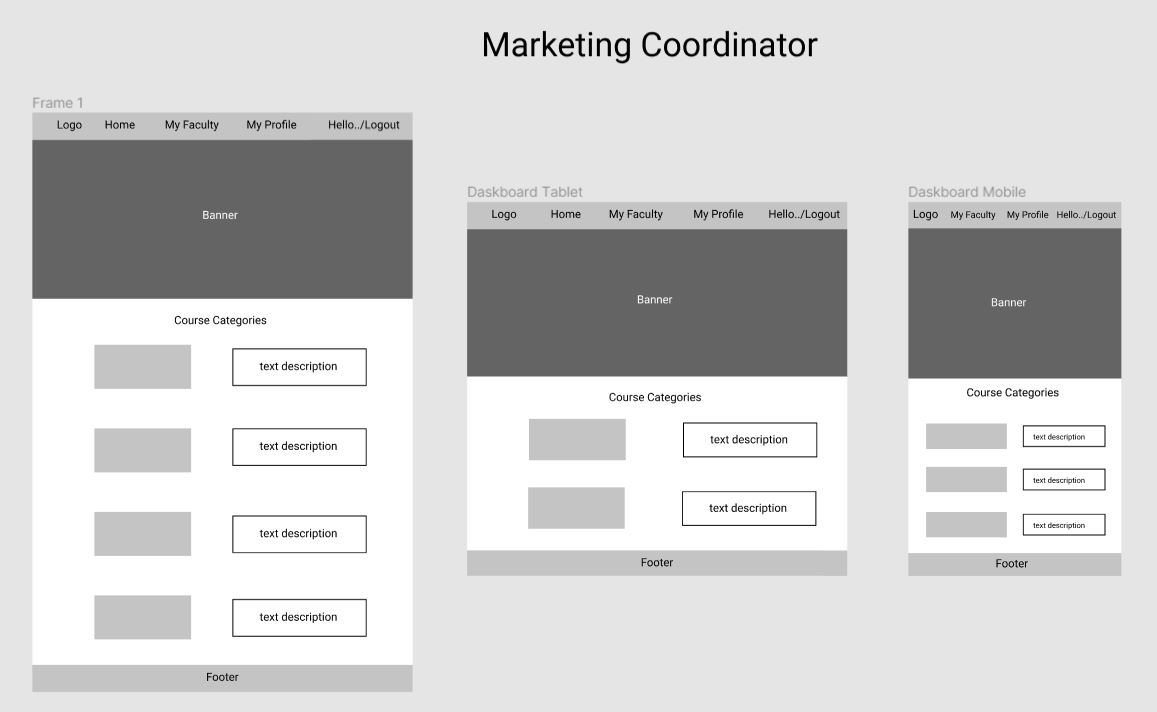 Marketing Coordinator
Frame 1
Logo Home My Faculty My Profile Hello../Logout
Banner
Course Categories
text description
text description
text description
text description
Footer
Daskboard Tablet
Logo Home My Faculty My Profile Hello../Logout
Banner
Course Categories
text description
text description
Footer
Daskboard Mobile
Logo My Faculty My Profile Hello../Logout
Banner
Course Categories
text description
text description
text description
Footer